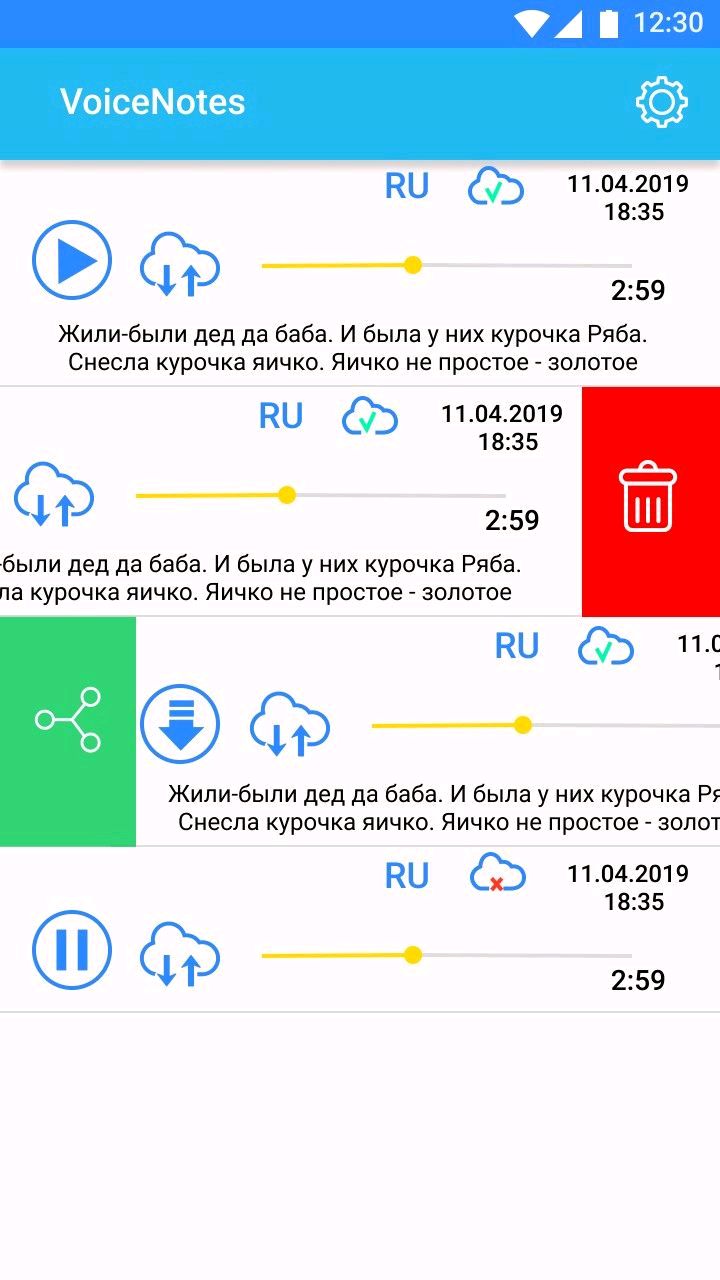 12:30
VoiceNotes
RU
11.04.2019
18:35
2:59
Жили-были дед да баба. И была у них курочка Ряба.
Снесла курочка яичко. Яичко не простое - золотое
RU
11.04.2019
18:35
2:59
-были дед да баба. И была у них курочка Ряба.
ла курочка яичко. Яичко не простое - золотое
RU
11.0
1
Жили-были дед да баба. И была у них курочка Ря
Снесла курочка яичко. Яичко не простое - золот
RU
11.04.2019
18:35
2:59